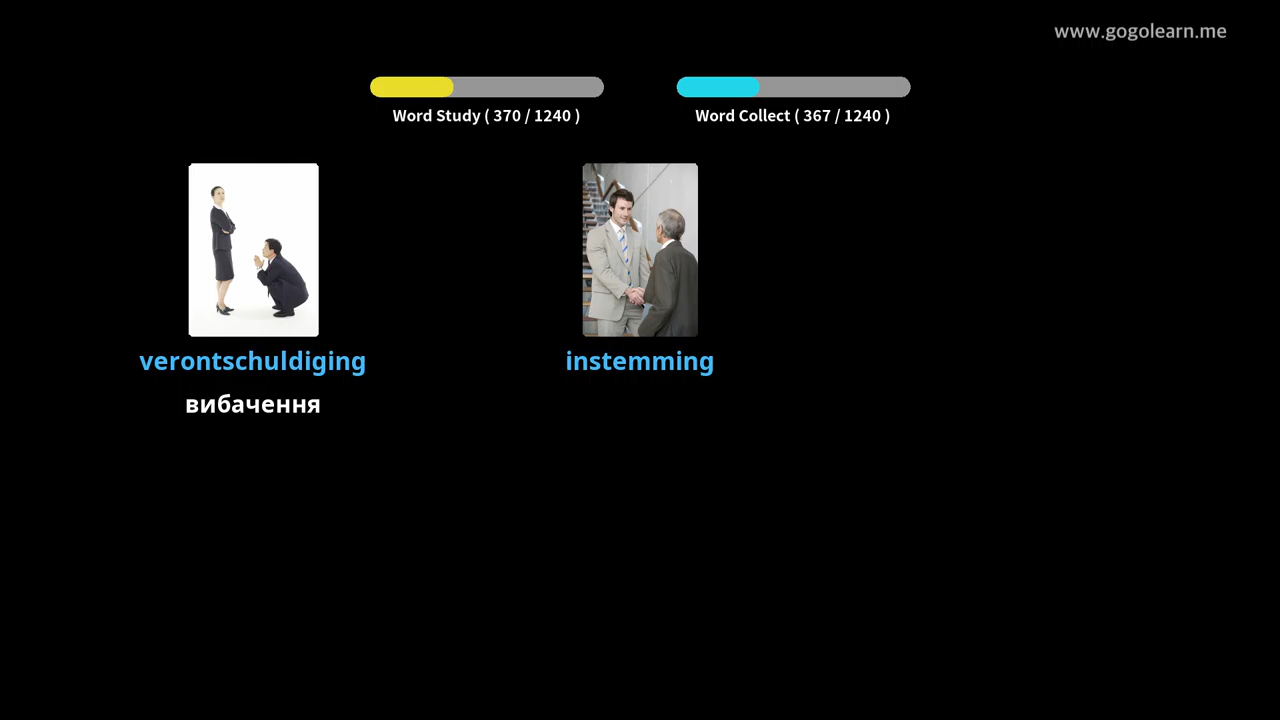 www.gogolearn.me
Word Study ( 370 / 1240 )
Word Collect ( 367 / 1240 )
verontschuldiging
instemming
вибачення